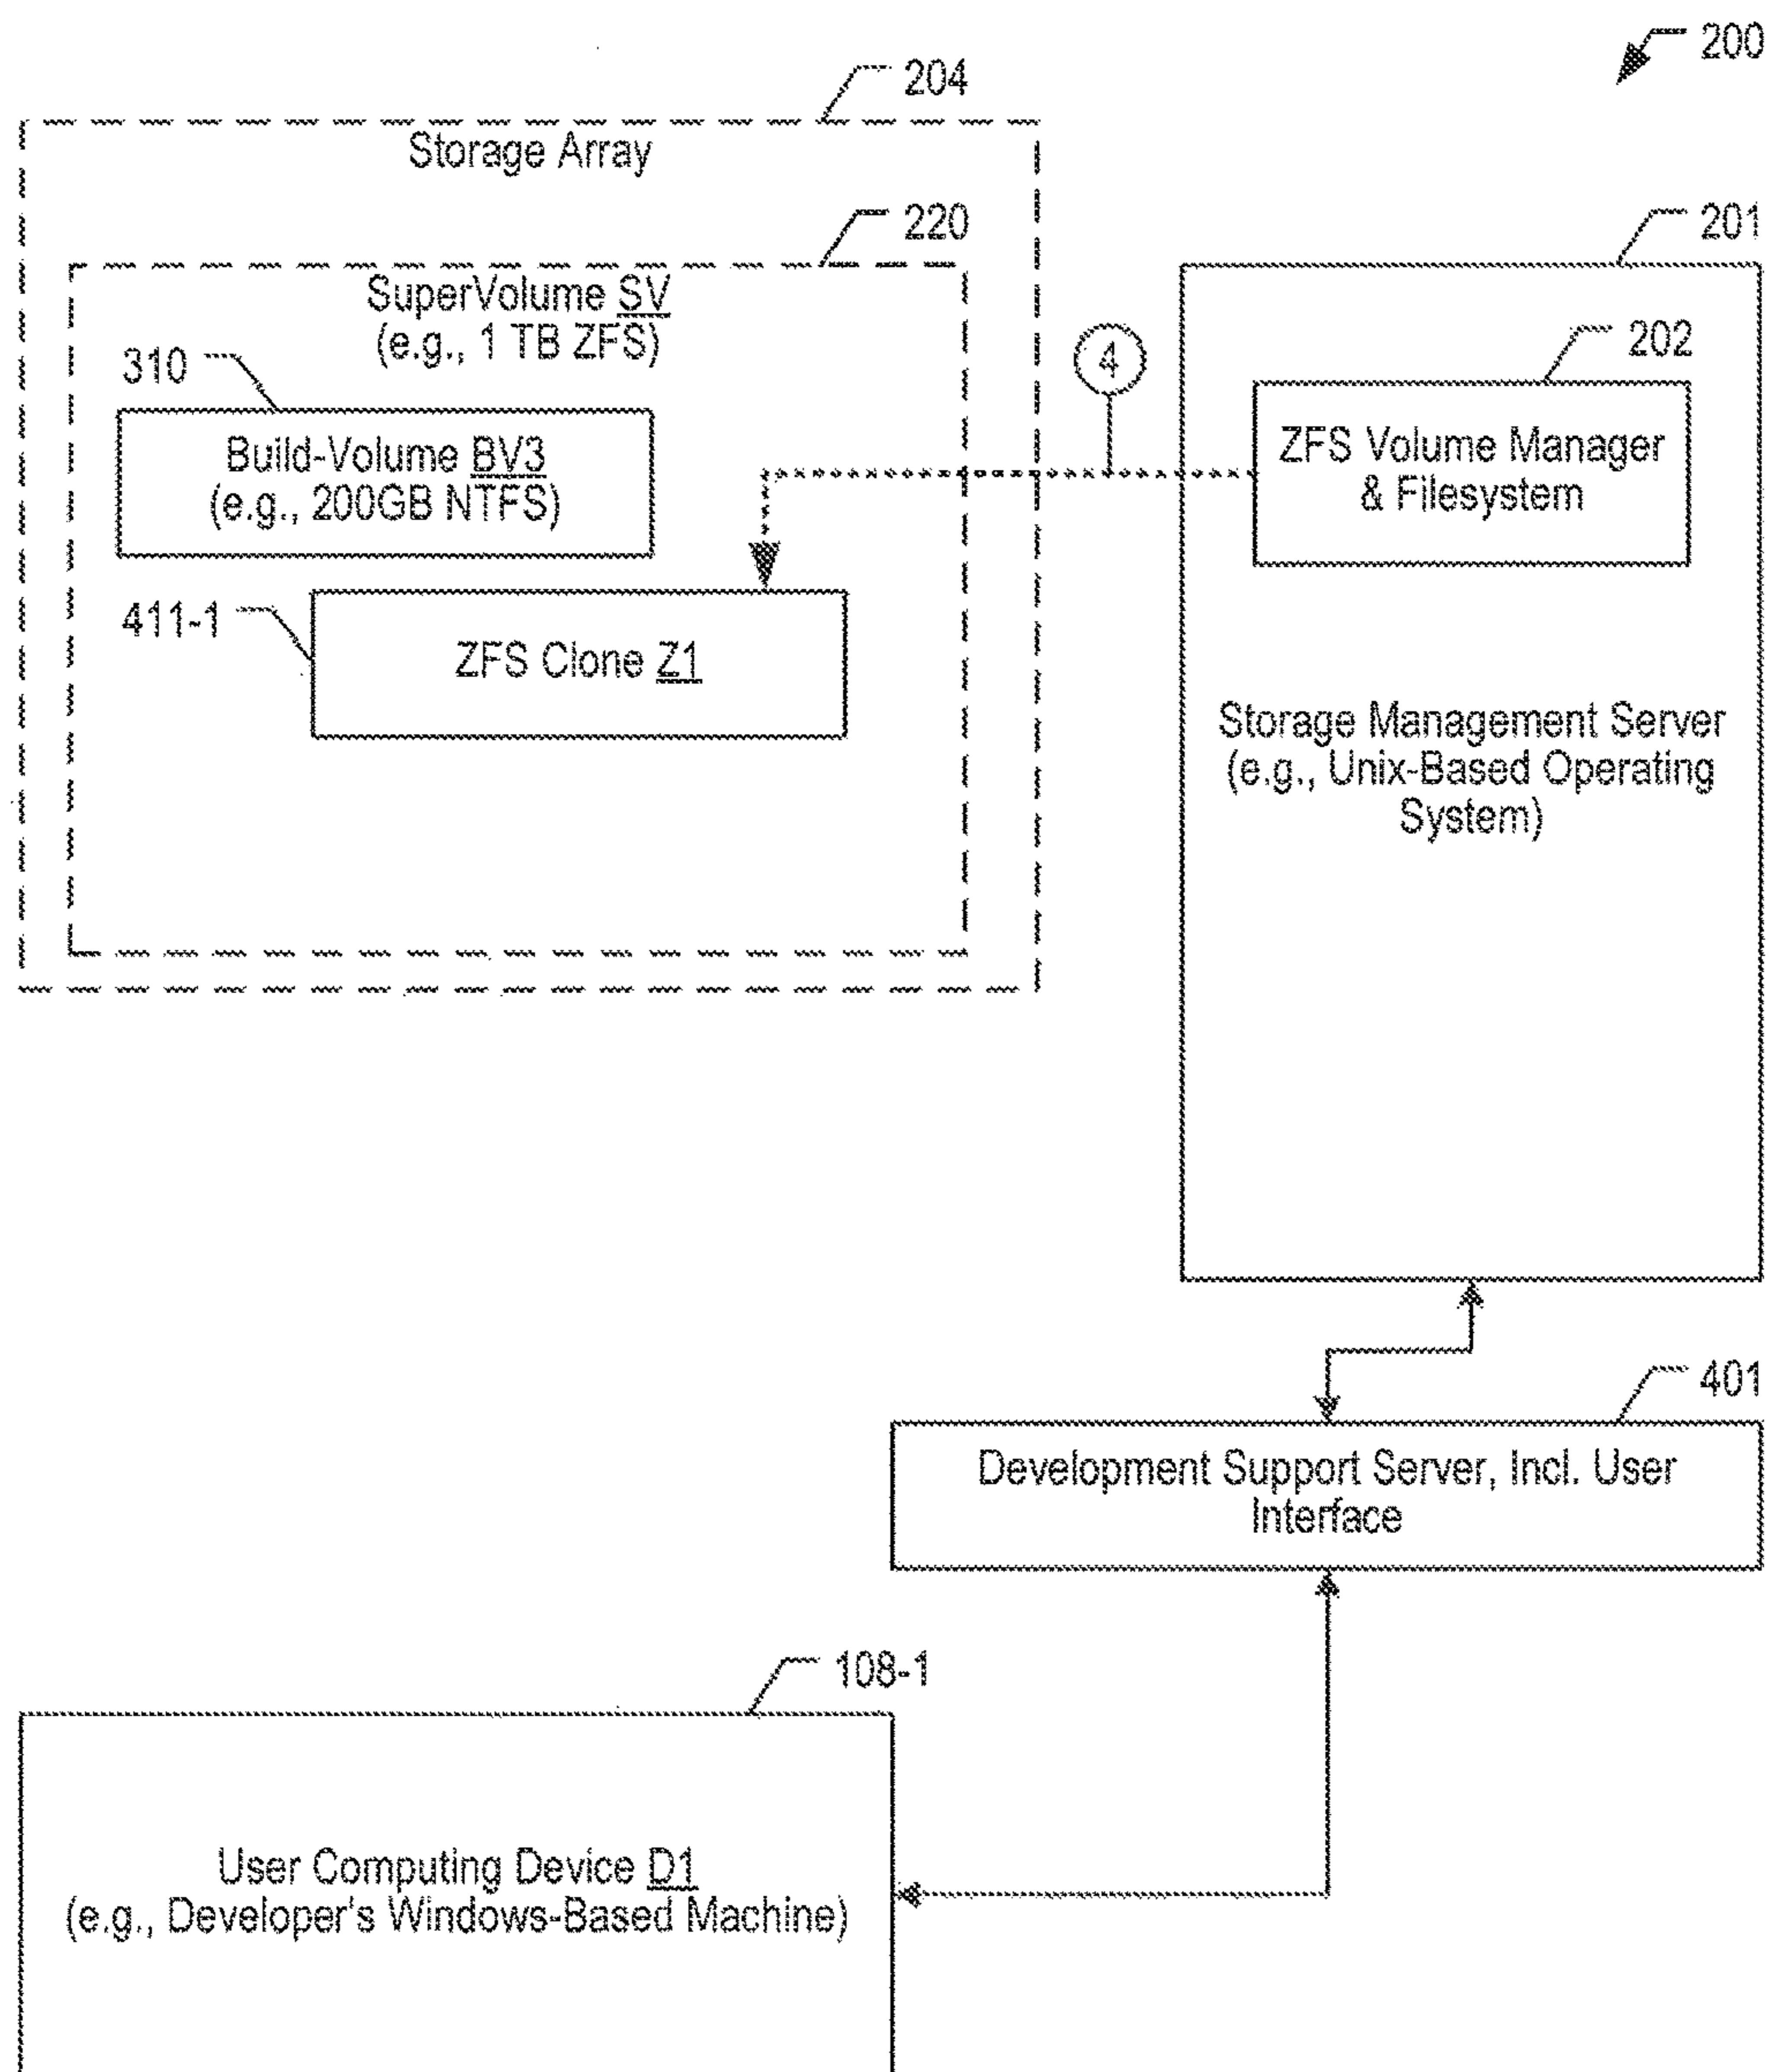 200
204
Storage Array
220
201
SuperVolume SV
(e.g., 1 TB ZFS)
310
4
202
Build-Volume BV3
(e.g., 200GB NTFS)
ZFS Volume Manager
& Filesystem
411-1
ZFS Clone Z1
Storage Management Server
(e.g., Unix-Based Operating
System)
401
Development Support Server, Incl. User
Interface
108-1
User Computing Device D1
(e.g., Developer's Windows-Based Machine)